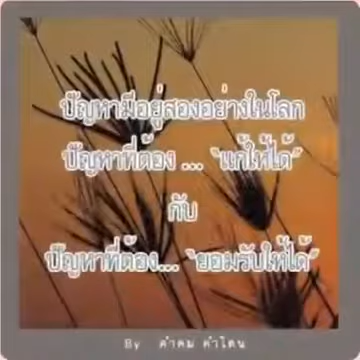 ปัญหามีอยู่สองอย่างในโลก
ปัญหาที่ต้อง ... "แก้ให้ได้"
กับ
ปัญหาที่ต้อง... "ยอมรับให้ได้"
By คำคม คำโดน